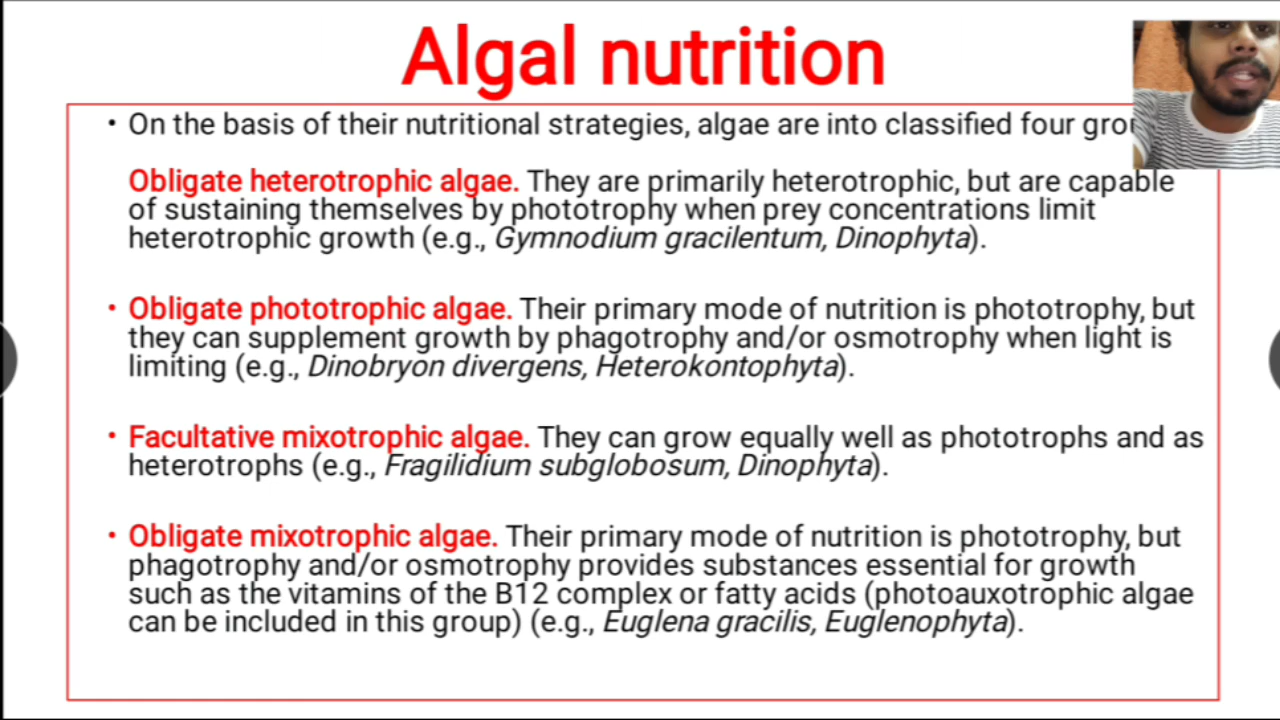 Algal nutrition
• On the basis of their nutritional strategies, algae are into classified four
Obligate heterotrophic algae. They are primarily heterotrophic, but are capable
of sustaining themselves by phototrophy when prey concentrations limit
heterotrophic growth (e.g., Gymnodium gracilentum, Dinophyta).
• Obligate phototrophic algae. Their primary mode of nutrition is phototrophy, but
they can supplement growth by phagotrophy and/or osmotrophy when light is
limiting (e.g., Dinobryon divergens, Heterokontophyta).
• Facultative mixotrophic algae. They can grow equally well as phototrophs and as
heterotrophs (e.g., Fragilidium subglobosum, Dinophyta).
• Obligate mixotrophic algae. Their primary mode of nutrition is phototrophy, but
phagotrophy and/or osmotrophy provides substances essential for growth
such as the vitamins of the B12 complex or fatty acids (photoauxotrophic algae
can be included in this group) (e.g., Euglena gracilis, Euglenophyta).